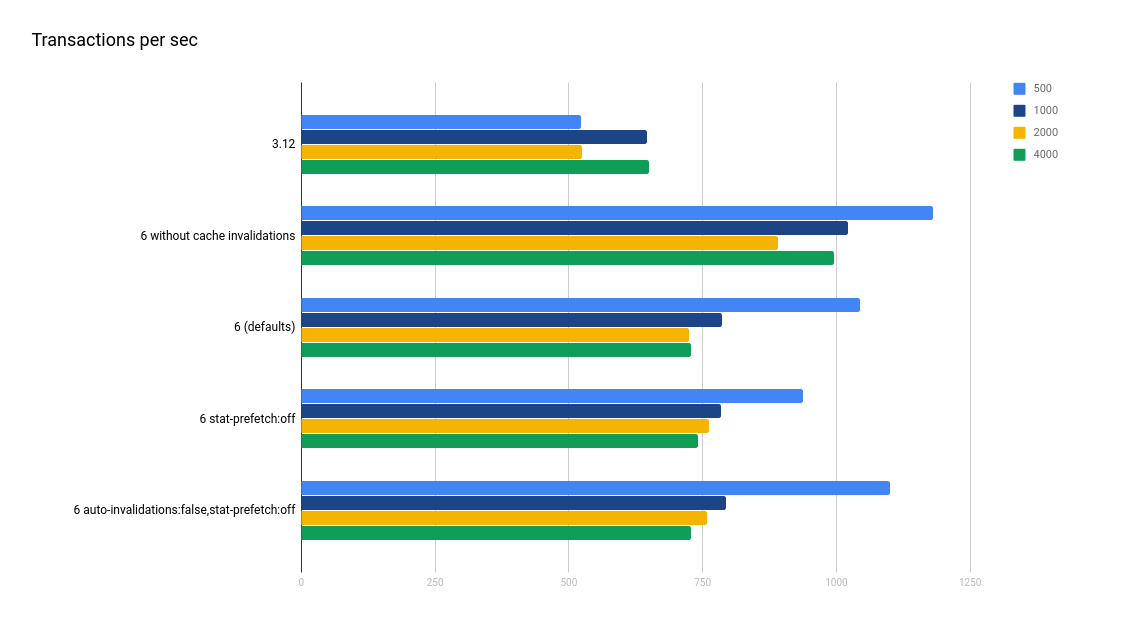 Transactions per sec
500
1000
2000
4000
3.12
6 without cache invalidations
6 (defaults)
6 stat-prefetch:off
6 auto-invalidations:false,stat-prefetch:off
0 250 500 750 1000 1250